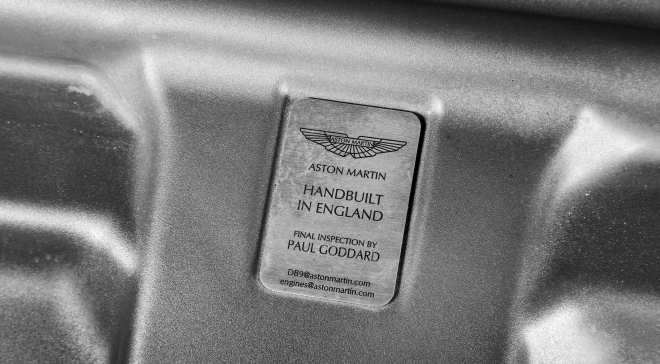 ASTON MARTIN
ASTON MARTIN
HANDBUILT
IN ENGLAND
FINAL INSPECTION BY
PAUL GODDARD
DB9@astonmartin.com
engines@astonmartin.com